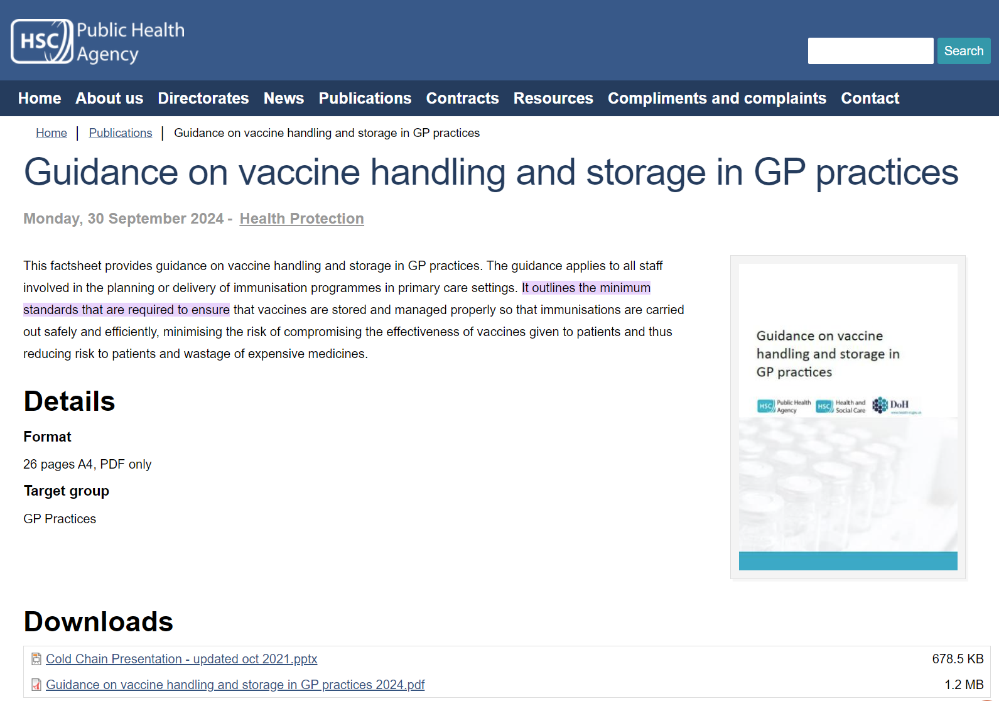 HSC Public Health
Agency
Search
Home About us Directorates News Publications Contracts Resources Compliments and complaints Contact
Home | Publications | Guidance on vaccine handling and storage in GP practices
Guidance on vaccine handling and storage in GP practices
Monday, 30 September 2024 - Health Protection
This factsheet provides guidance on vaccine handling and storage in GP practices. The guidance applies to all staff
involved in the planning or delivery of immunisation programmes in primary care settings. It outlines the minimum
standards that are required to ensure that vaccines are stored and managed properly so that immunisations are carried
out safely and efficiently, minimising the risk of compromising the effectiveness of vaccines given to patients and thus
reducing risk to patients and wastage of expensive medicines.
Guidance on vaccine
handling and storage in
GP practices
HSC Public Health Agency
HSC Health and Social Care
DoH
Details
Format
26 pages A4, PDF only
Target group
GP Practices
Downloads
Cold Chain Presentation - updated oct 2021.pptx 678.5 KB
Guidance on vaccine handling and storage in GP practices 2024.pdf 1.2 MB